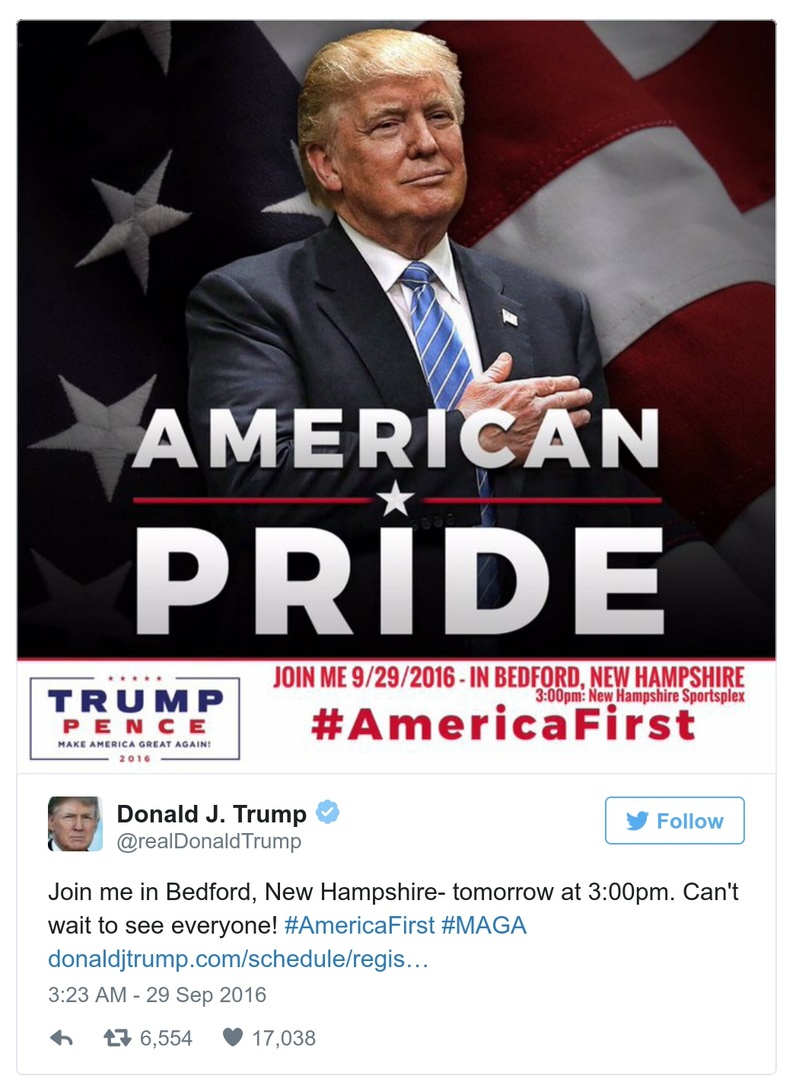 AMERICAN
PRIDE
TRUMP
PENCE
MAKE AMERICA GREAT AGAIN!
2016
JOIN ME 9/29/2016 - IN BEDFORD, NEW HAMPSHIRE
3:00pm: New Hampshire Sportsplex
#AmericaFirst
Donald J. Trump
@realDonaldTrump
Follow
Join me in Bedford, New Hampshire- tomorrow at 3:00pm. Can't
wait to see everyone! #AmericaFirst #MAGA
donaldjtrump.com/schedule/regis…
3:23 AM - 29 Sep 2016
6,554 17,038